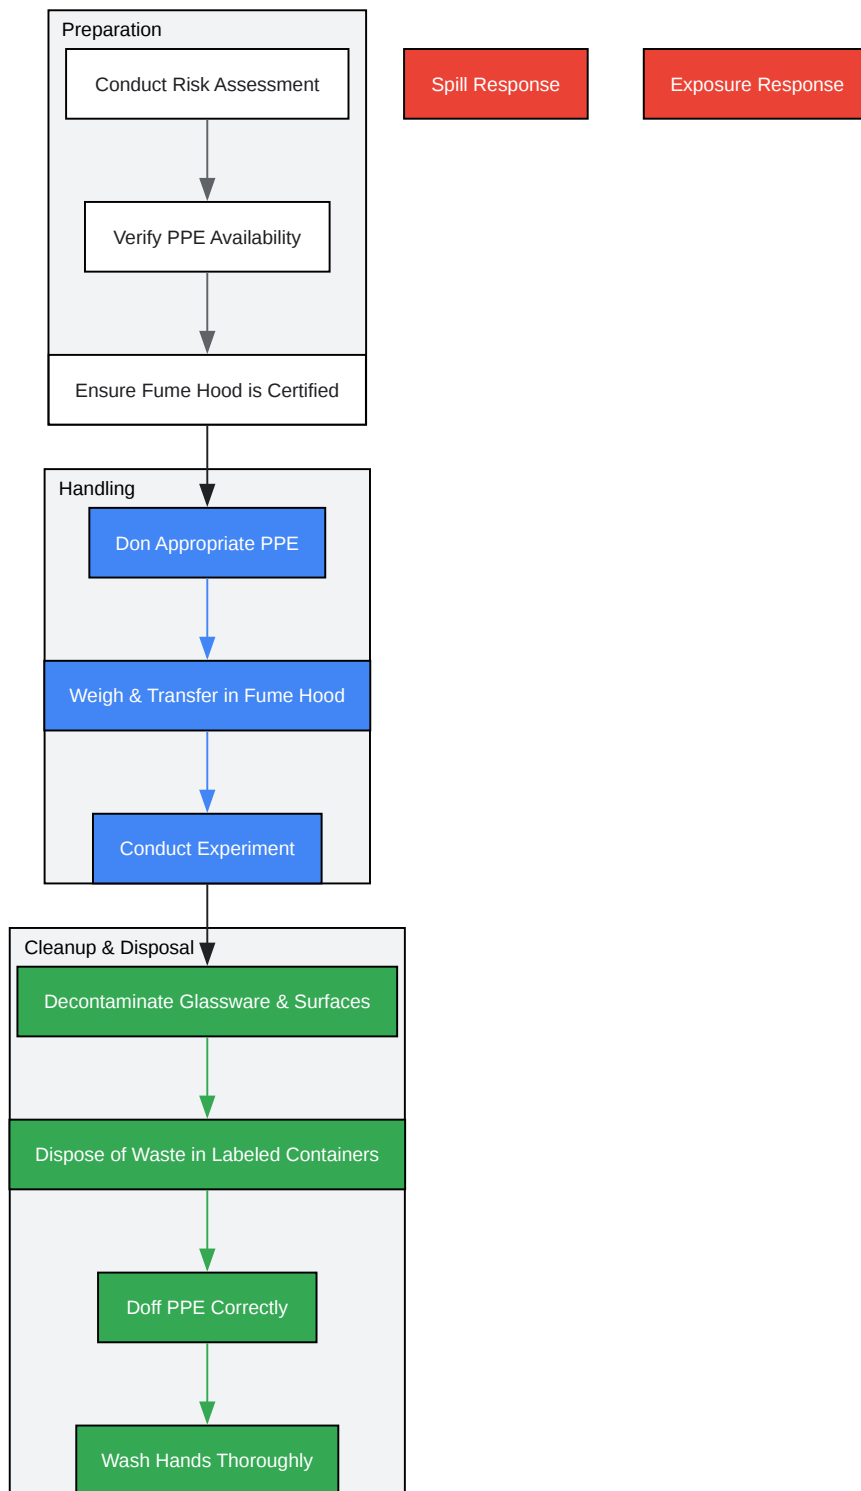 Preparation
Conduct Risk Assessment
Spill Response
Exposure Response
Verify PPE Availability
Ensure Fume Hood is Certified
Handling
Don Appropriate PPE
Weigh & Transfer in Fume Hood
Conduct Experiment
Cleanup & Disposal
Decontaminate Glassware & Surfaces
Dispose of Waste in Labeled Containers
Doff PPE Correctly
Wash Hands Thoroughly